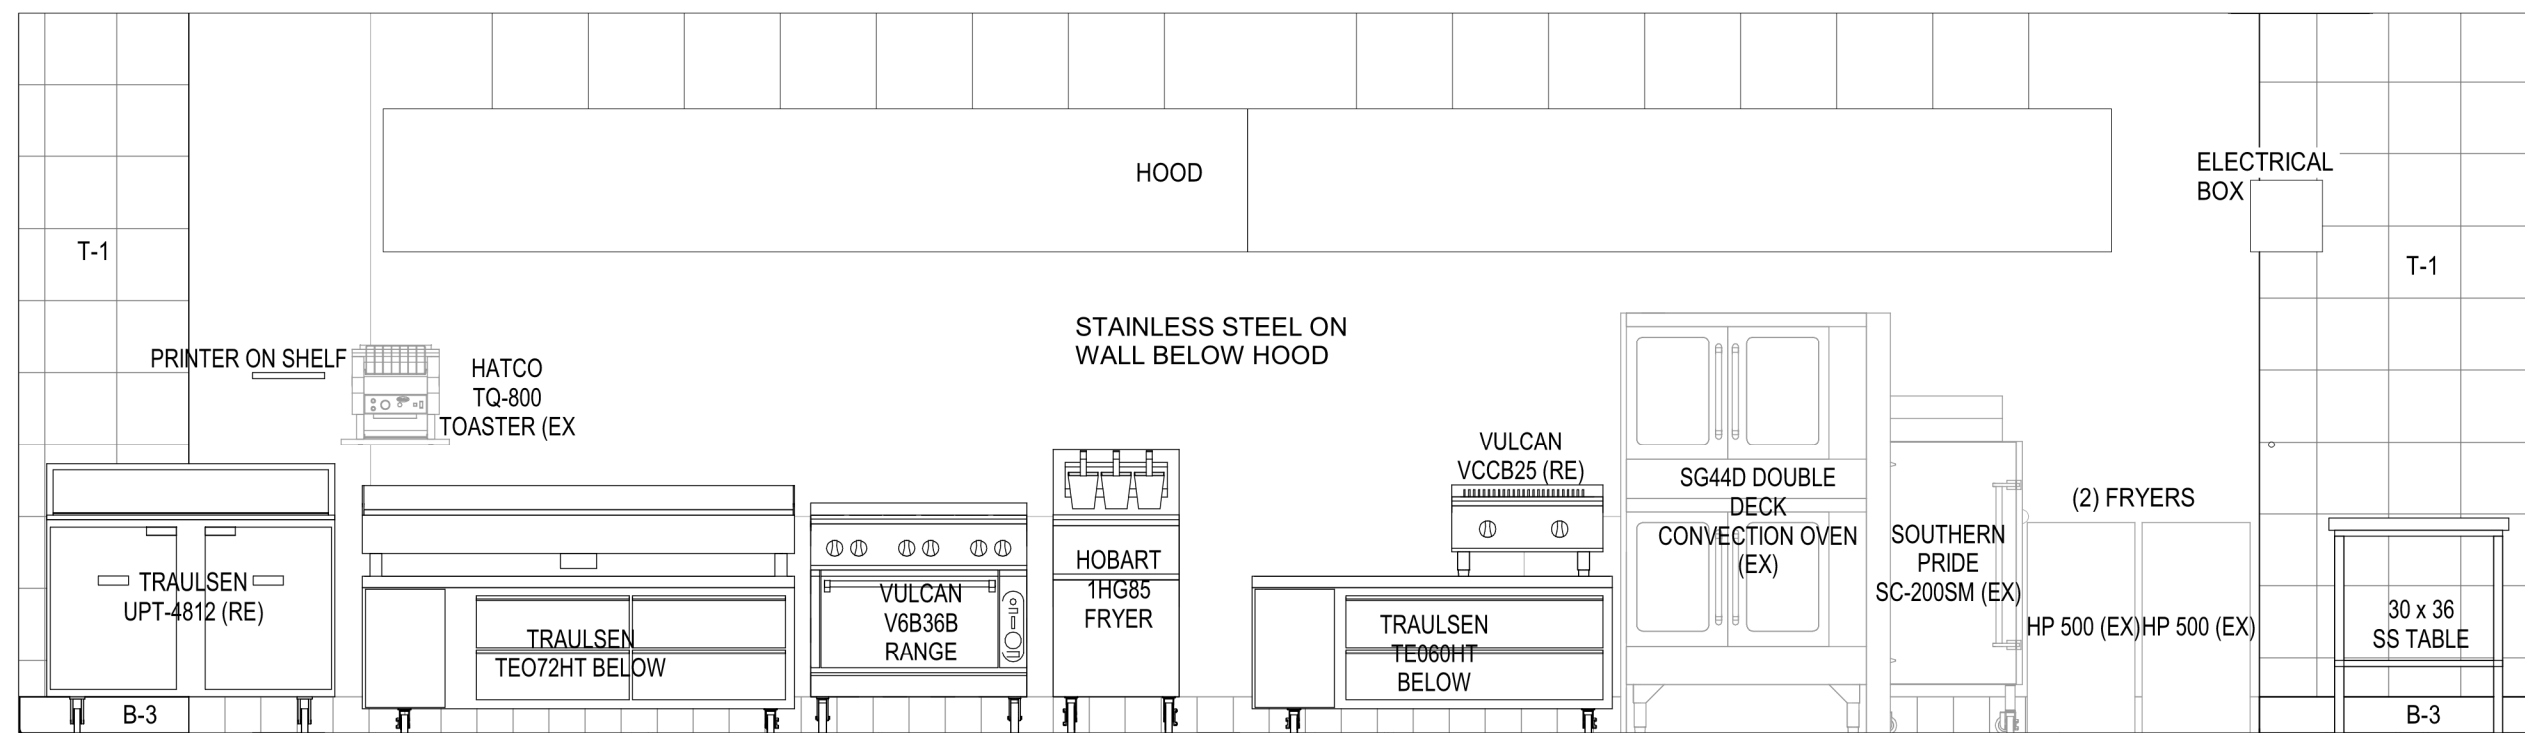 HOOD
ELECTRICAL
BOX
T-1
T-1
STAINLESS STEEL ON
WALL BELOW HOOD
PRINTER ON SHELF
HATCO
TQ-800
TOASTER (EX
VULCAN
VCCB25 (RE)
SG44D DOUBLE
DECK
CONVECTION OVEN
(EX)
SOUTHERN
PRIDE
SC-200SM (EX)
(2) FRYERS
HP 500 (EX)
HP 500 (EX)
TRAULSEN
UPT-4812 (RE)
TRAULSEN
TEO72HT BELOW
VULCAN
V6B36B
RANGE
HOBART
1HG85
FRYER
TRAULSEN
TE060HT
BELOW
30 x 36
SS TABLE
B-3
B-3